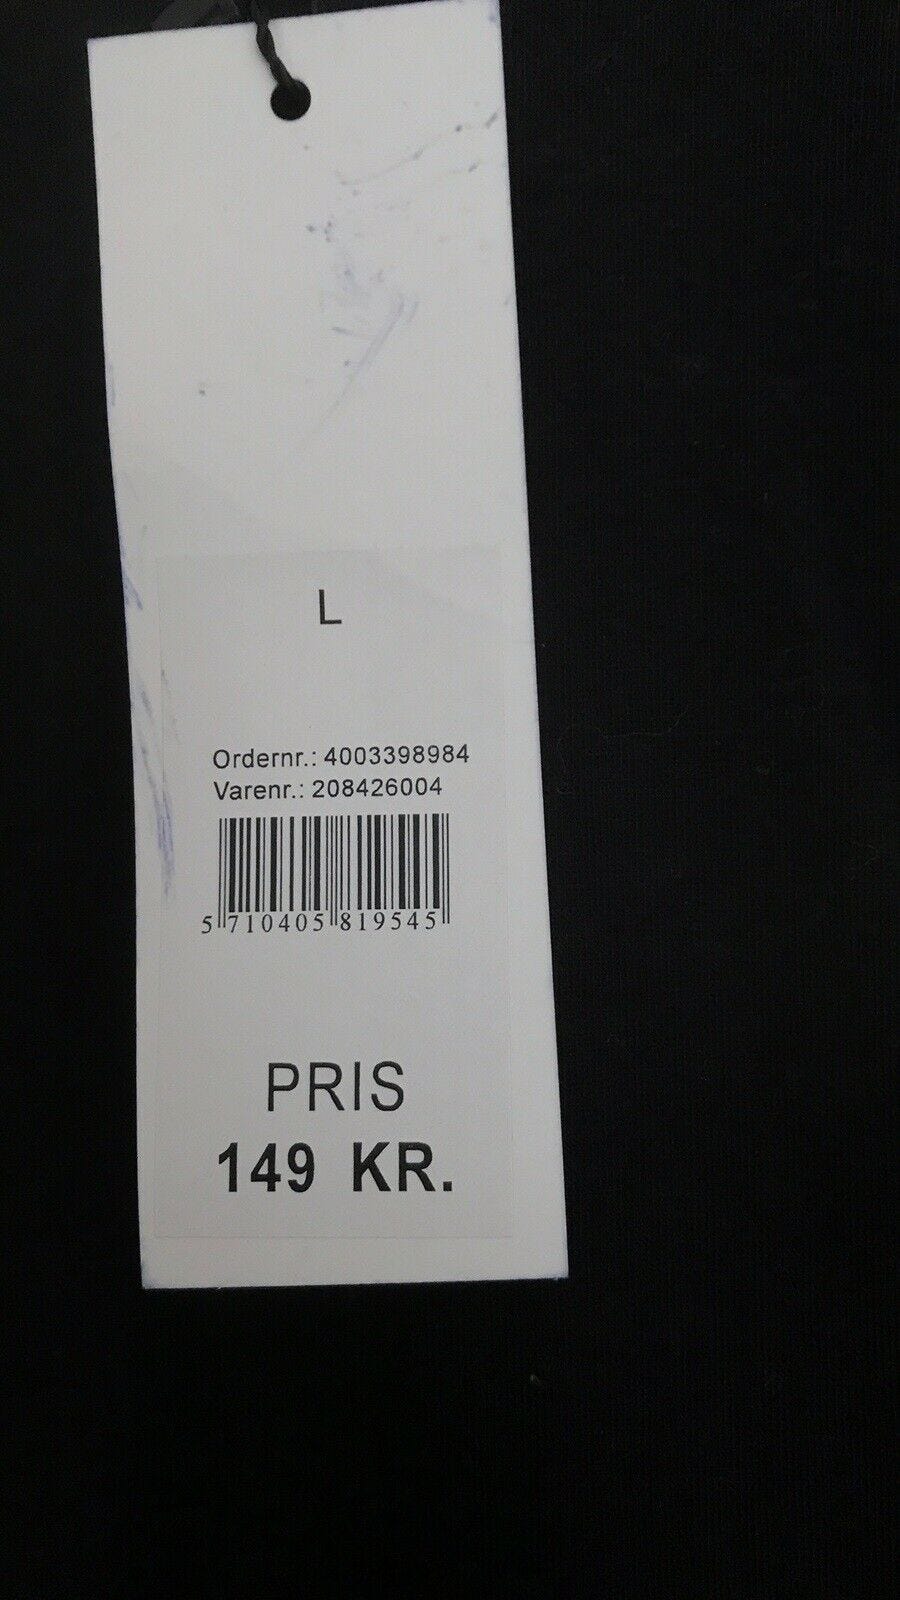 L
Ordernr.: 4003398984
Varenr.: 208426004
5 710405 819545
PRIS
149 KR.